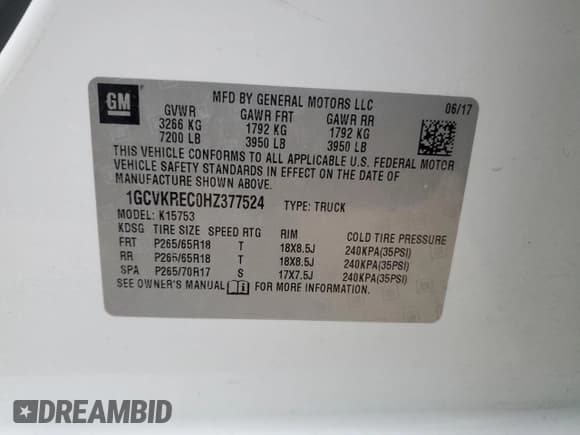 GM
MFD BY GENERAL MOTORS LLC
06/17
GVWR GAWR FRT GAWR RR
3266 KG 1792 KG 1792 KG
7200 LB 3950 LB 3950 LB
THIS VEHICLE CONFORMS TO ALL APPLICABLE U.S. FEDERAL MOTOR
VEHICLE SAFETY STANDARDS IN EFFECT ON THE DATE OF
MANUFACTURE SHOWN ABOVE.
1GCVKREC0HZ377524 TYPE: TRUCK
MODEL: K15753
KDSG TIRE SIZE SPEED RTG RIM COLD TIRE PRESSURE
FRT P265/65R18 T 18X8.5J 240KPA(35PSI)
RR P265/65R18 T 18X8.5J 240KPA(35PSI)
SPA P265/70R17 S 17X7.5J 240KPA(35PSI)
SEE OWNER'S MANUAL FOR MORE INFORMATION.
DREAMBID